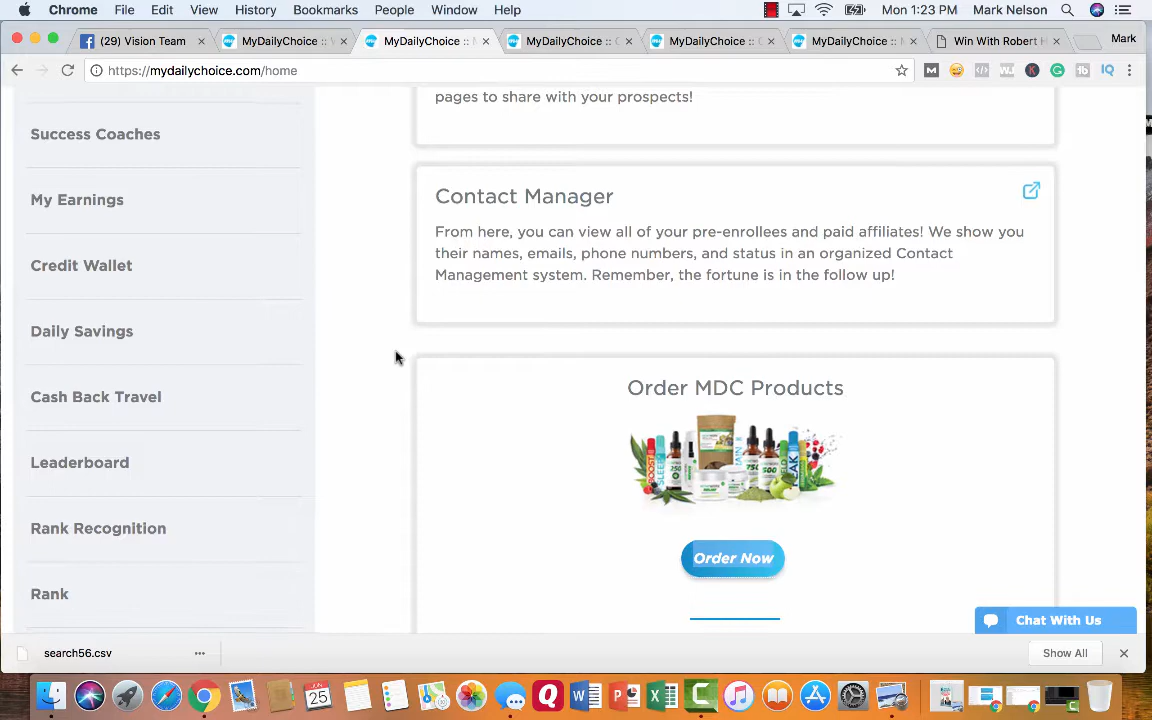 Chrome File Edit View History Bookmarks People Window Help Mon 1:23 PM Mark Nelson
(29) Vision Team
MyDailyChoice ::
MyDailyChoice ::
MyDailyChoice ::
MyDailyChoice ::
MyDailyChoice ::
Win With Robert
Mark
https://mydailychoice.com/home
pages to share with your prospects!
Success Coaches
My Earnings
Credit Wallet
Daily Savings
Cash Back Travel
Leaderboard
Rank Recognition
Rank
Contact Manager
From here, you can view all of your pre-enrollees and paid affiliates! We show you
their names, emails, phone numbers, and status in an organized Contact
Management system. Remember, the fortune is in the follow up!
Order MDC Products
Order Now
Chat With Us
search56.csv
Show All
JUN
25